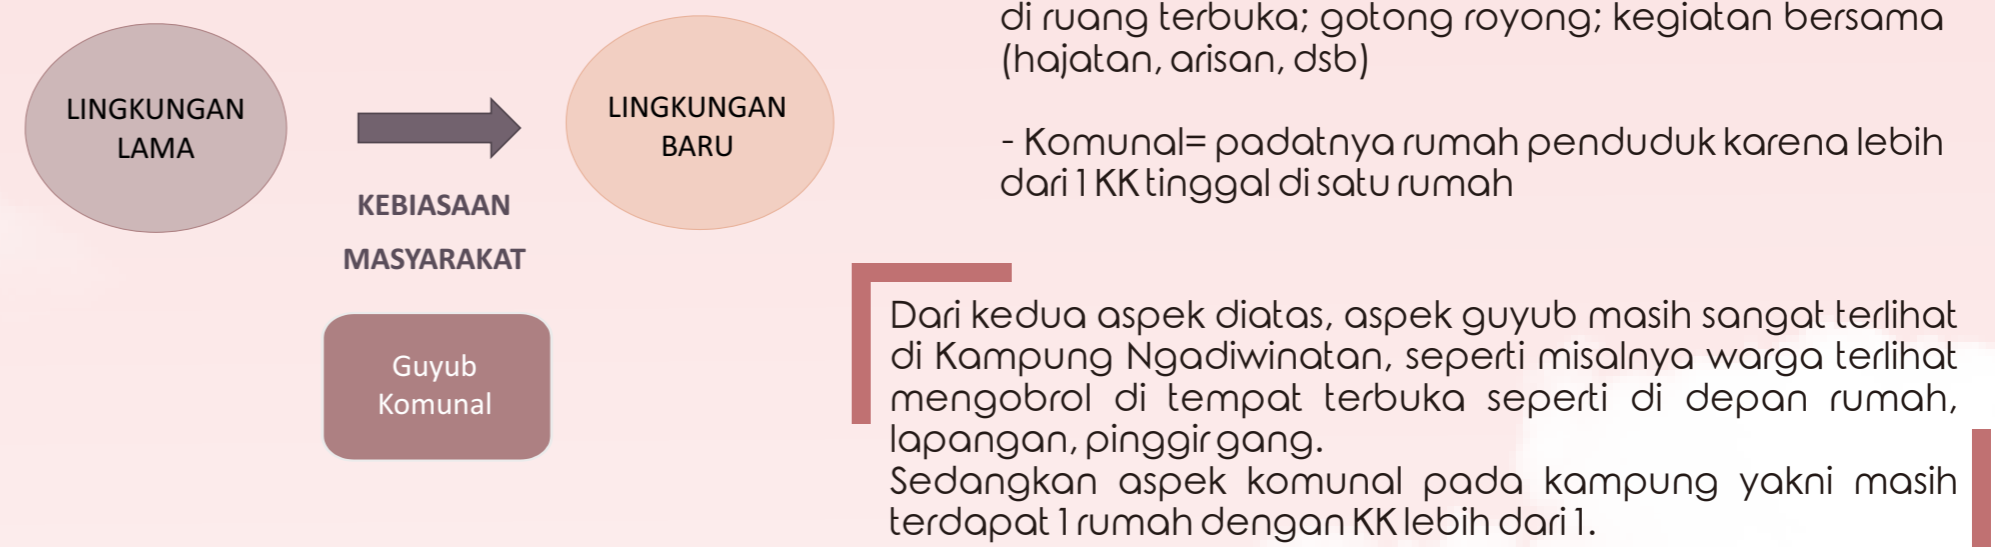 LINGKUNGAN
LAMA
LINGKUNGAN
BARU
KEBIASAAN
MASYARAKAT
Guyub
Komunal
di ruang terbuka; gotong royong; kegiatan bersama
(hajatan, arisan, dsb)
- Komunal= padatnya rumah penduduk karena lebih
dari 1 KK tinggal di satu rumah
Dari kedua aspek diatas, aspek guyub masih sangat terlihat
di Kampung Ngadiwinatan, seperti misalnya warga terlihat
mengobrol di tempat terbuka seperti di depan rumah,
lapangan, pinggir gang.
Sedangkan aspek komunal pada kampung yakni masih
terdapat 1 rumah dengan KK lebih dari 1.